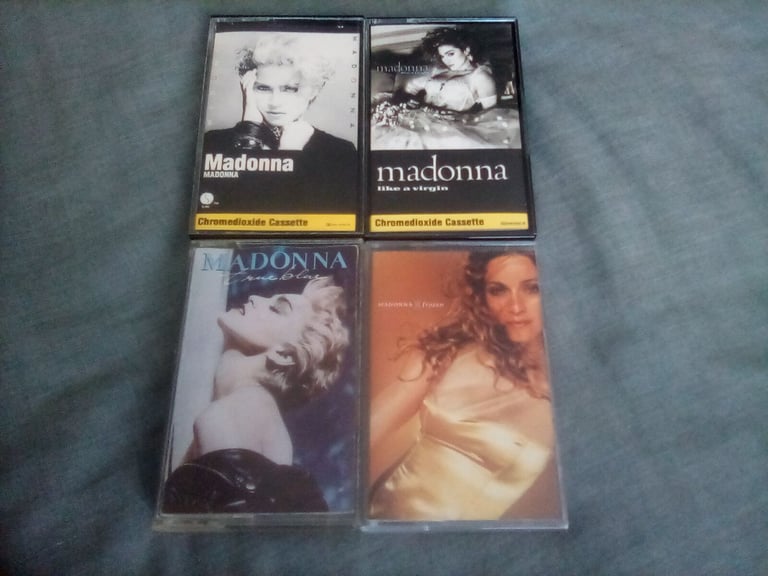 MADONNA
Madonna
MADONNA
Chromedioxide Cassette
madonna
madonna
like a virgin
Chromedioxide Cassette
MADONNA
True blue
MADONNA
Frozen